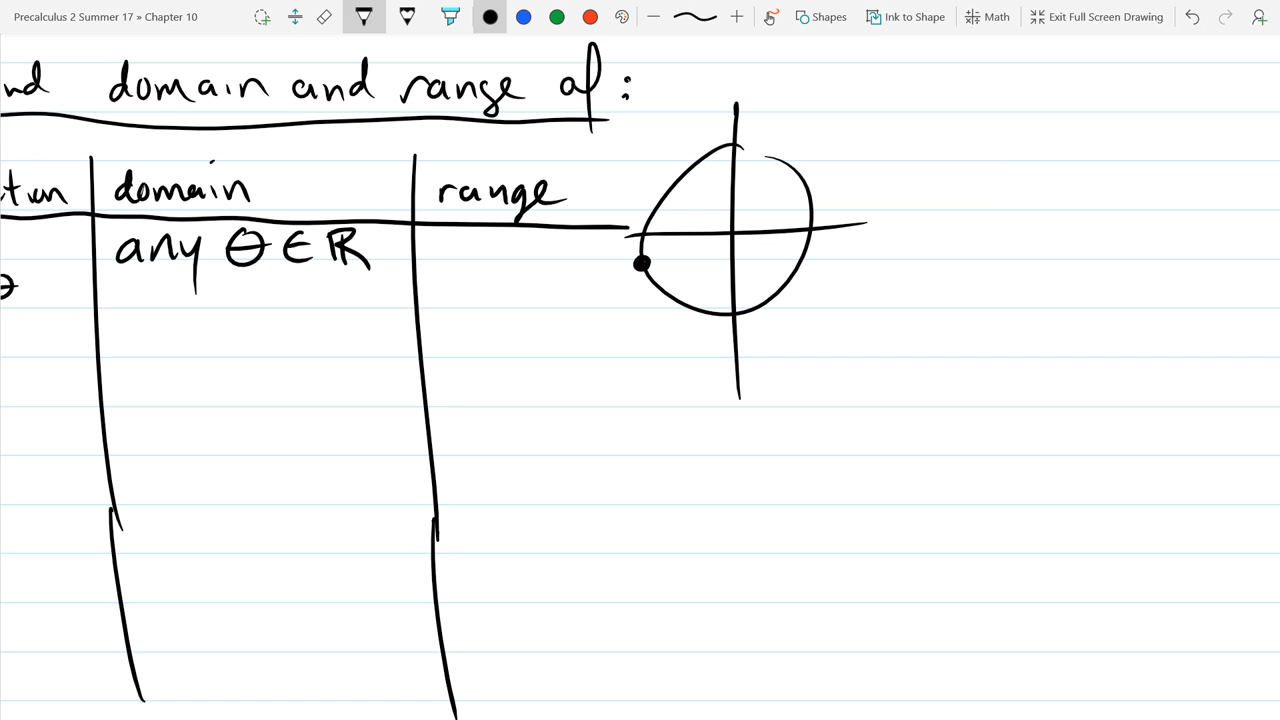 Precalculus 2 Summer 17 » Chapter 10 Shapes Ink to Shape Math Exit Full Screen Drawing
nd domain and range of:
domain range
any θ ∈ ℝ
θ